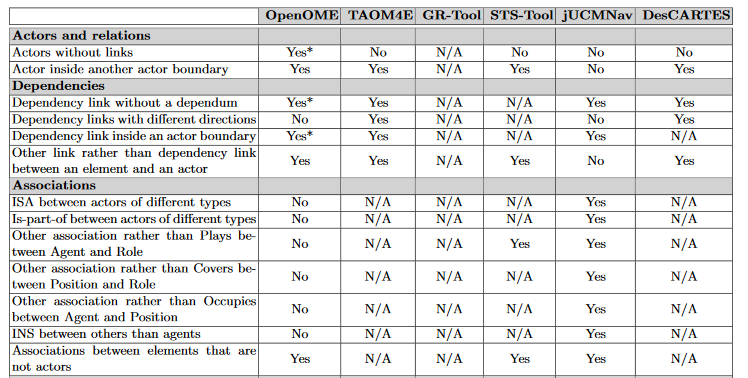 OpenOME TAOM4E GR-Tool STS-Tool jUCMNav DesCARTES
Actors and relations
Actors without links Yes* No N/A No No No
Actor inside another actor boundary Yes Yes N/A Yes No Yes
Dependencies
Dependency link without a dependum Yes* Yes N/A N/A Yes Yes
Dependency links with different directions No Yes N/A N/A No Yes
Dependency link inside an actor boundary Yes* Yes N/A N/A Yes N/A
Other link rather than dependency link
between an element and an actor Yes Yes N/A Yes No Yes
Associations
ISA between actors of different types No N/A N/A N/A Yes N/A
Is-part-of between actors of different types No N/A N/A N/A Yes N/A
Other association rather than Plays be-
tween Agent and Role No N/A N/A Yes Yes N/A
Other association rather than Covers be-
tween Position and Role No N/A N/A N/A Yes N/A
Other association rather than Occupies
between Agent and Position No N/A N/A N/A Yes N/A
INS between others than agents No N/A N/A N/A Yes N/A
Associations between elements that are
not actors Yes N/A N/A Yes Yes N/A